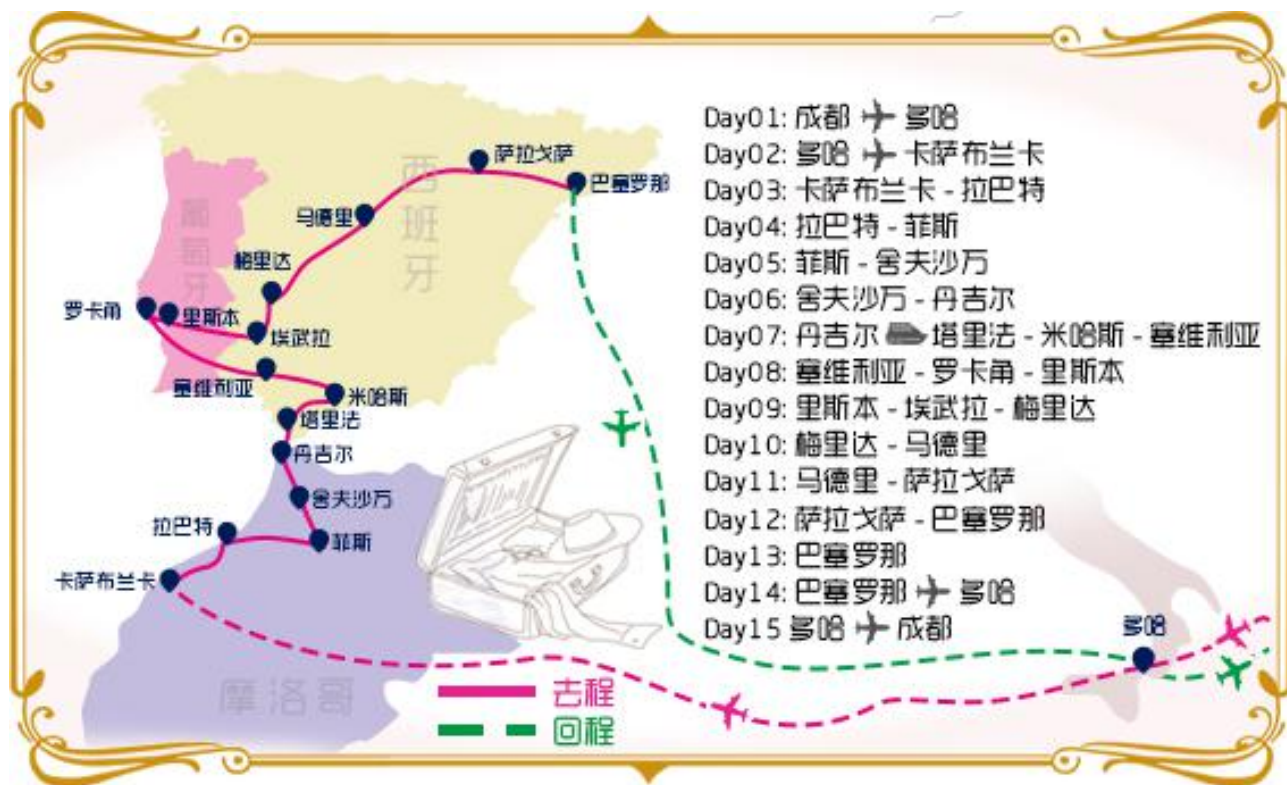 Day01: 成都 多哈
Day02: 多哈 卡萨布兰卡
Day03: 卡萨布兰卡 - 拉巴特
Day04: 拉巴特 - 菲斯
Day05: 菲斯 - 舍夫沙万
Day06: 舍夫沙万 - 丹吉尔
Day07: 丹吉尔 塔里法 - 米哈斯 - 塞维利亚
Day08: 塞维利亚 - 罗卡角 - 里斯本
Day09: 里斯本 - 埃武拉 - 梅里达
Day10: 梅里达 - 马德里
Day11: 马德里 - 萨拉戈萨
Day12: 萨拉戈萨 - 巴塞罗那
Day13: 巴塞罗那
Day14: 巴塞罗那 多哈
Day15 多哈 成都
萨拉戈萨
巴塞罗那
西班牙
葡萄牙
马德里
梅里达
罗卡角
里斯本
埃武拉
塞维利亚
米哈斯
塔里法
丹吉尔
舍夫沙万
拉巴特
菲斯
卡萨布兰卡
多哈
摩洛哥
去程
回程